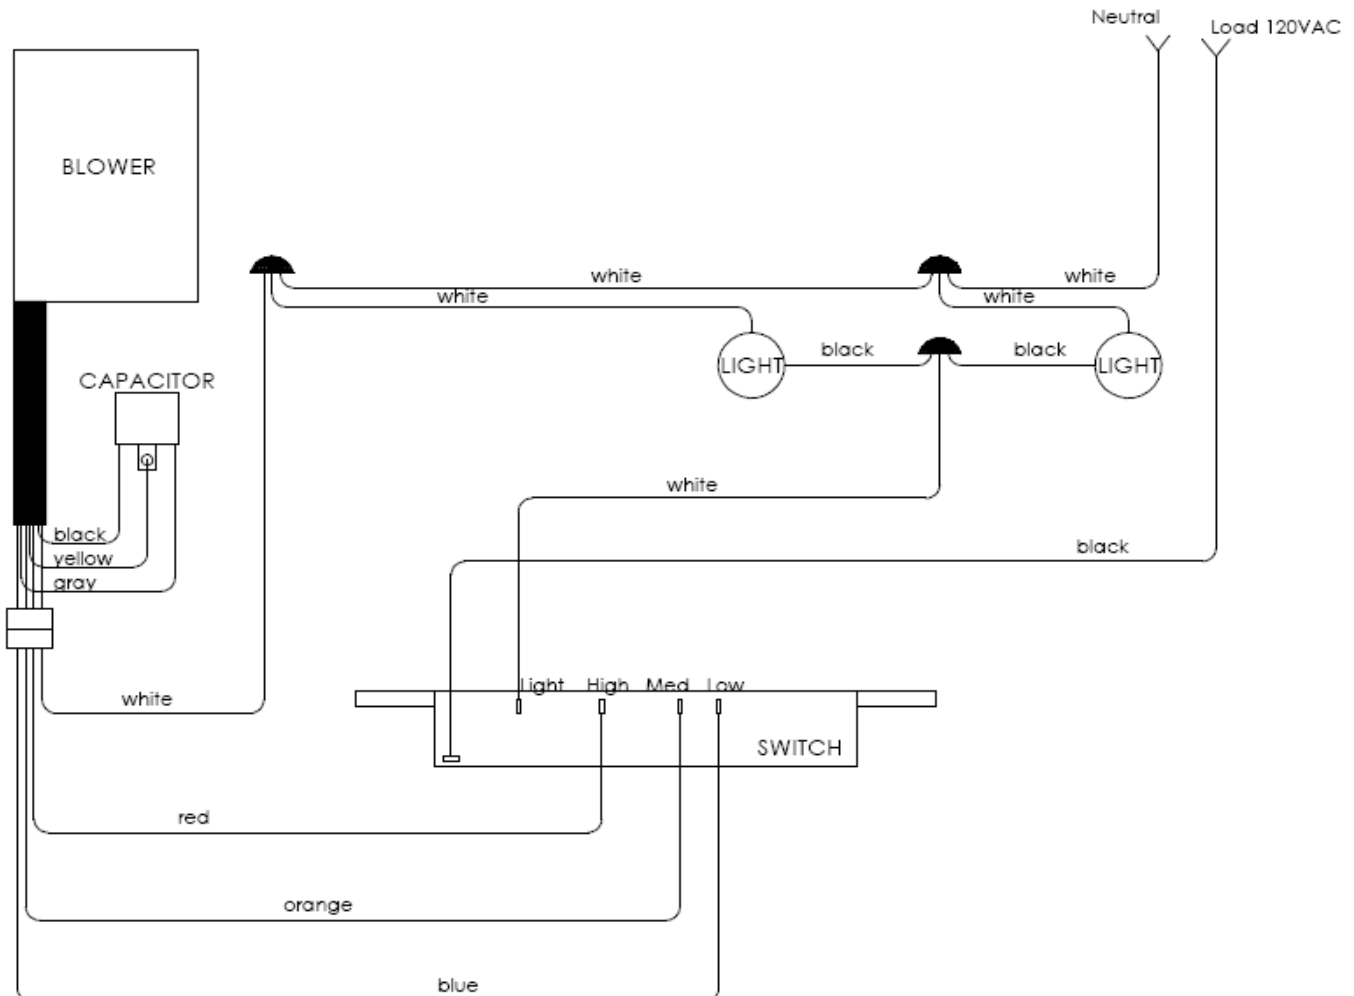 Neutral
Load 120VAC
BLOWER
white
white
white
white
black
black
LIGHT
LIGHT
CAPACITOR
white
black
black
yellow
gray
white
Light High Med Low
SWITCH
red
orange
blue